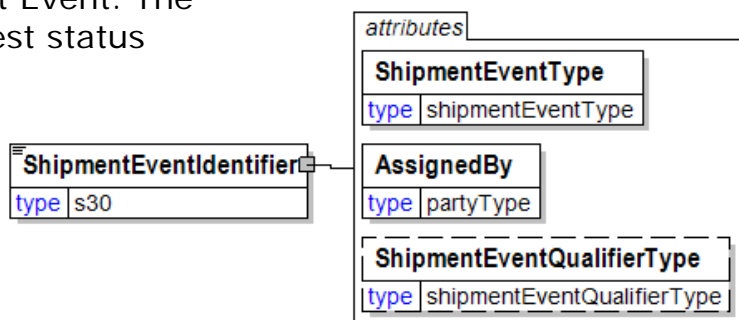 t Event. The
est status
attributes
ShipmentEventType
type shipmentEventType
ShipmentEventIdentifier
type s30
AssignedBy
type partyType
ShipmentEventQualifierType
type shipmentEventQualifierType